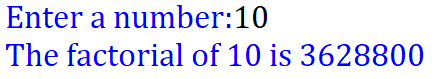 Enter a number:10
The factorial of 10 is 3628800